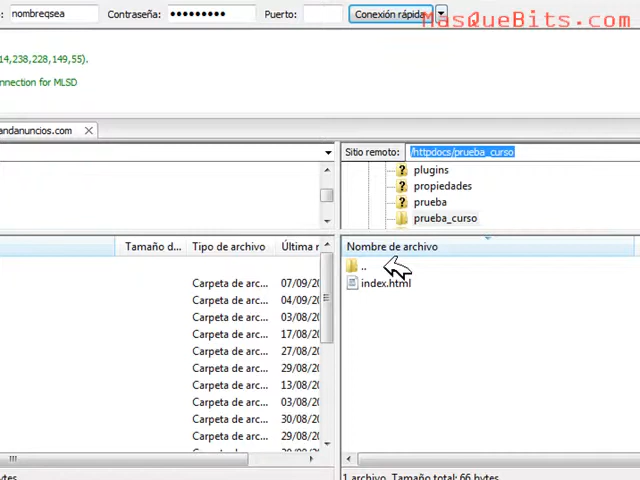 : nombreqsea Contraseña: ●●●●●●●●● Puerto: Conexión rápida
MasQueBits.com
14,238,228,149,55).
nnection for MLSD
andanuncios.com
Sitio remoto: /httpdocs/prueba_curso
plugins
propiedades
prueba
prueba_curso
Tamaño d... Tipo de archivo Última r
Nombre de archivo
..
index.html
Carpeta de arc... 07/09/20
Carpeta de arc... 04/09/20
Carpeta de arc... 03/08/20
Carpeta de arc... 17/08/20
Carpeta de arc... 27/08/20
Carpeta de arc... 29/08/20
Carpeta de arc... 13/08/20
Carpeta de arc... 03/08/20
Carpeta de arc... 30/08/20
Carpeta de arc... 29/08/20
ytes
1 archivo. Tamaño total: 66 bytes